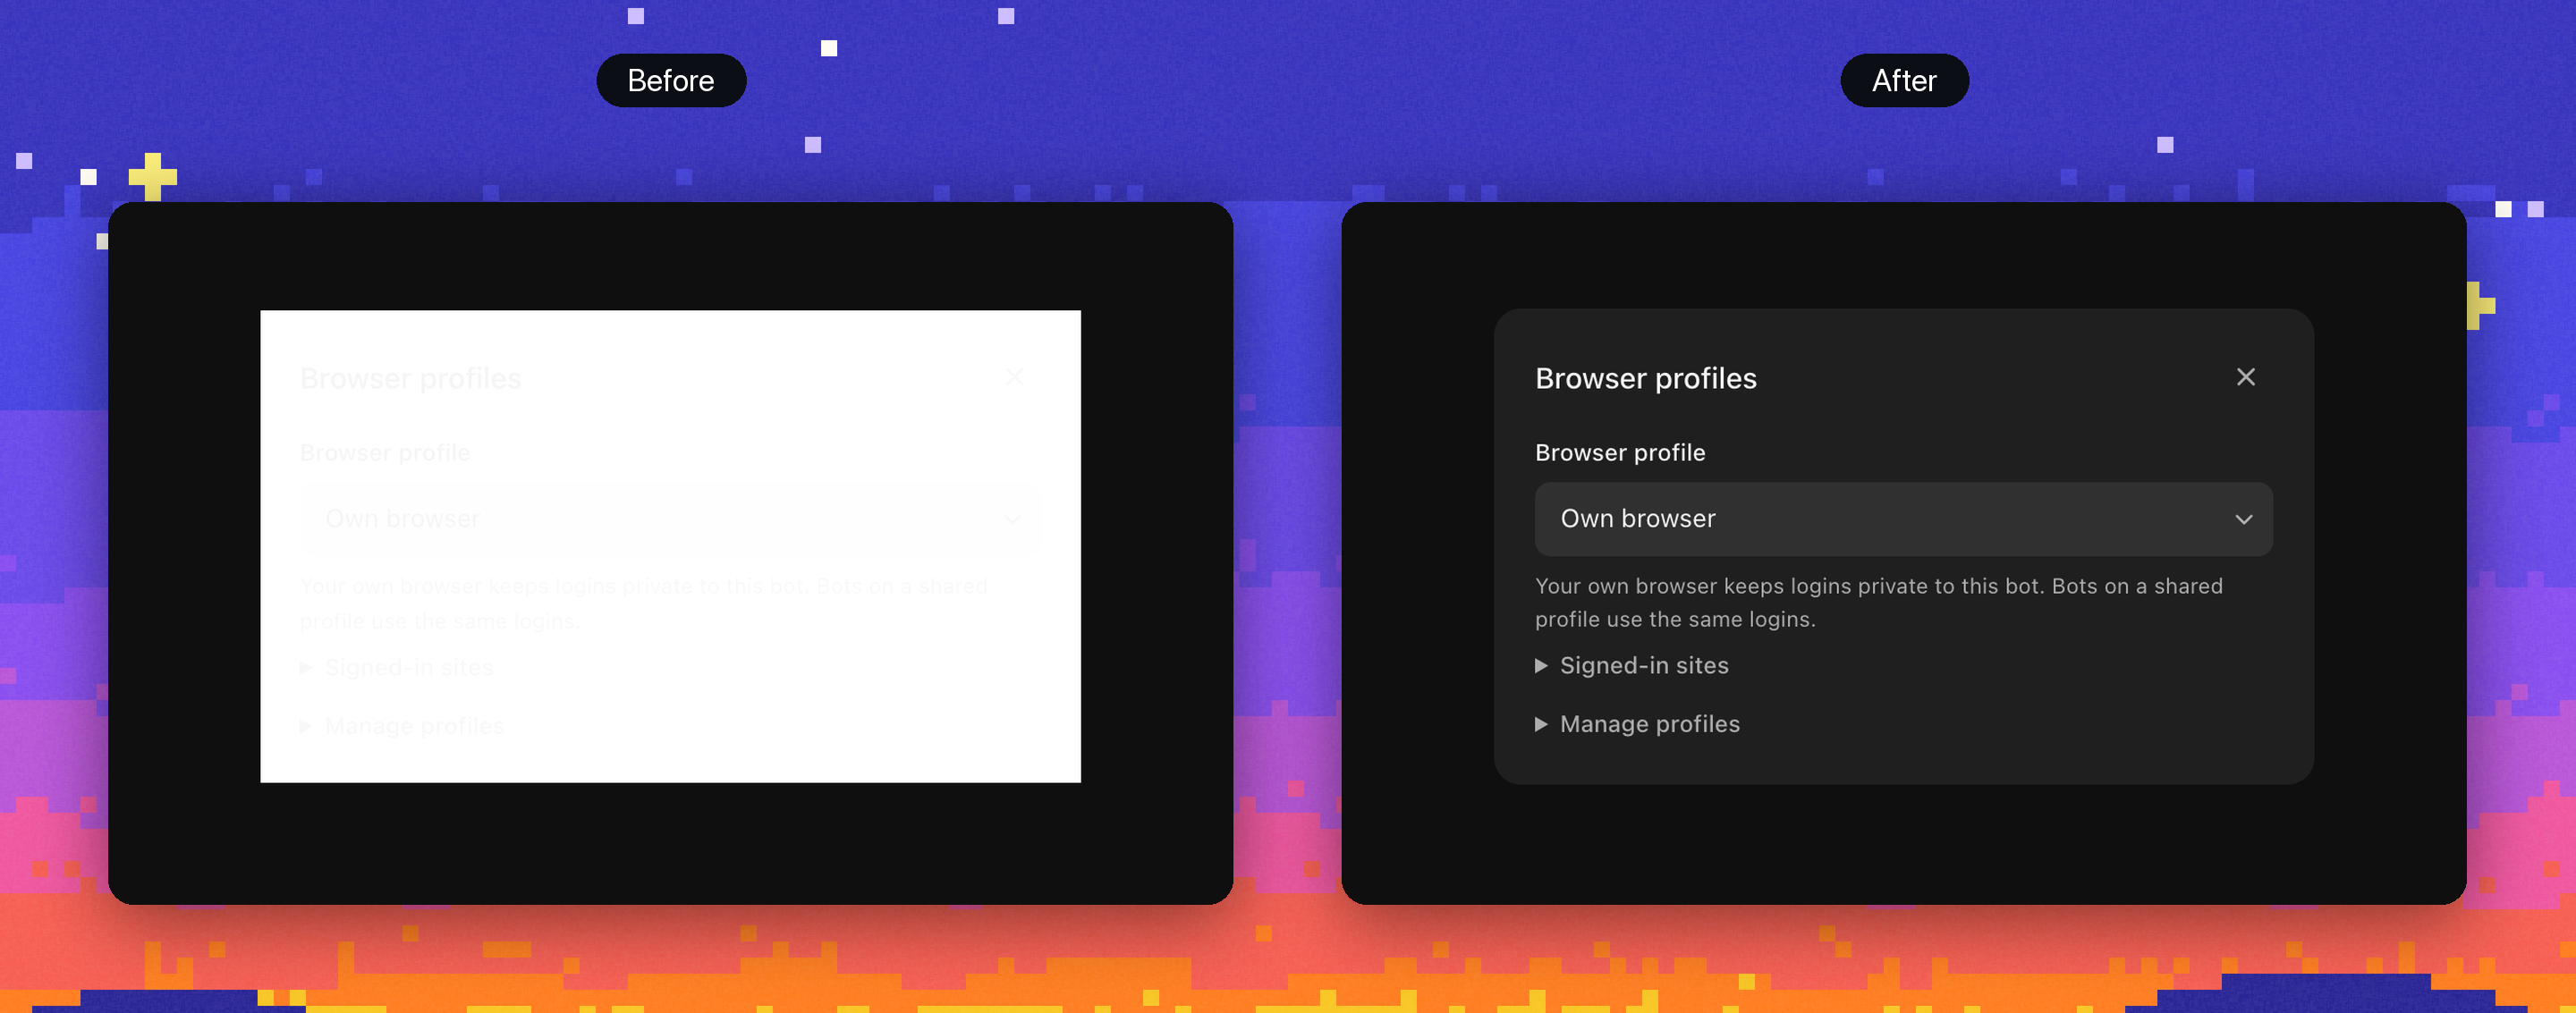 Before
After
Browser profiles
Browser profile
Own browser
Your own browser keeps logins private to this bot. Bots on a shared
profile use the same logins.
Signed-in sites
Manage profiles
Browser profiles
Browser profile
Own browser
Your own browser keeps logins private to this bot. Bots on a shared
profile use the same logins.
Signed-in sites
Manage profiles